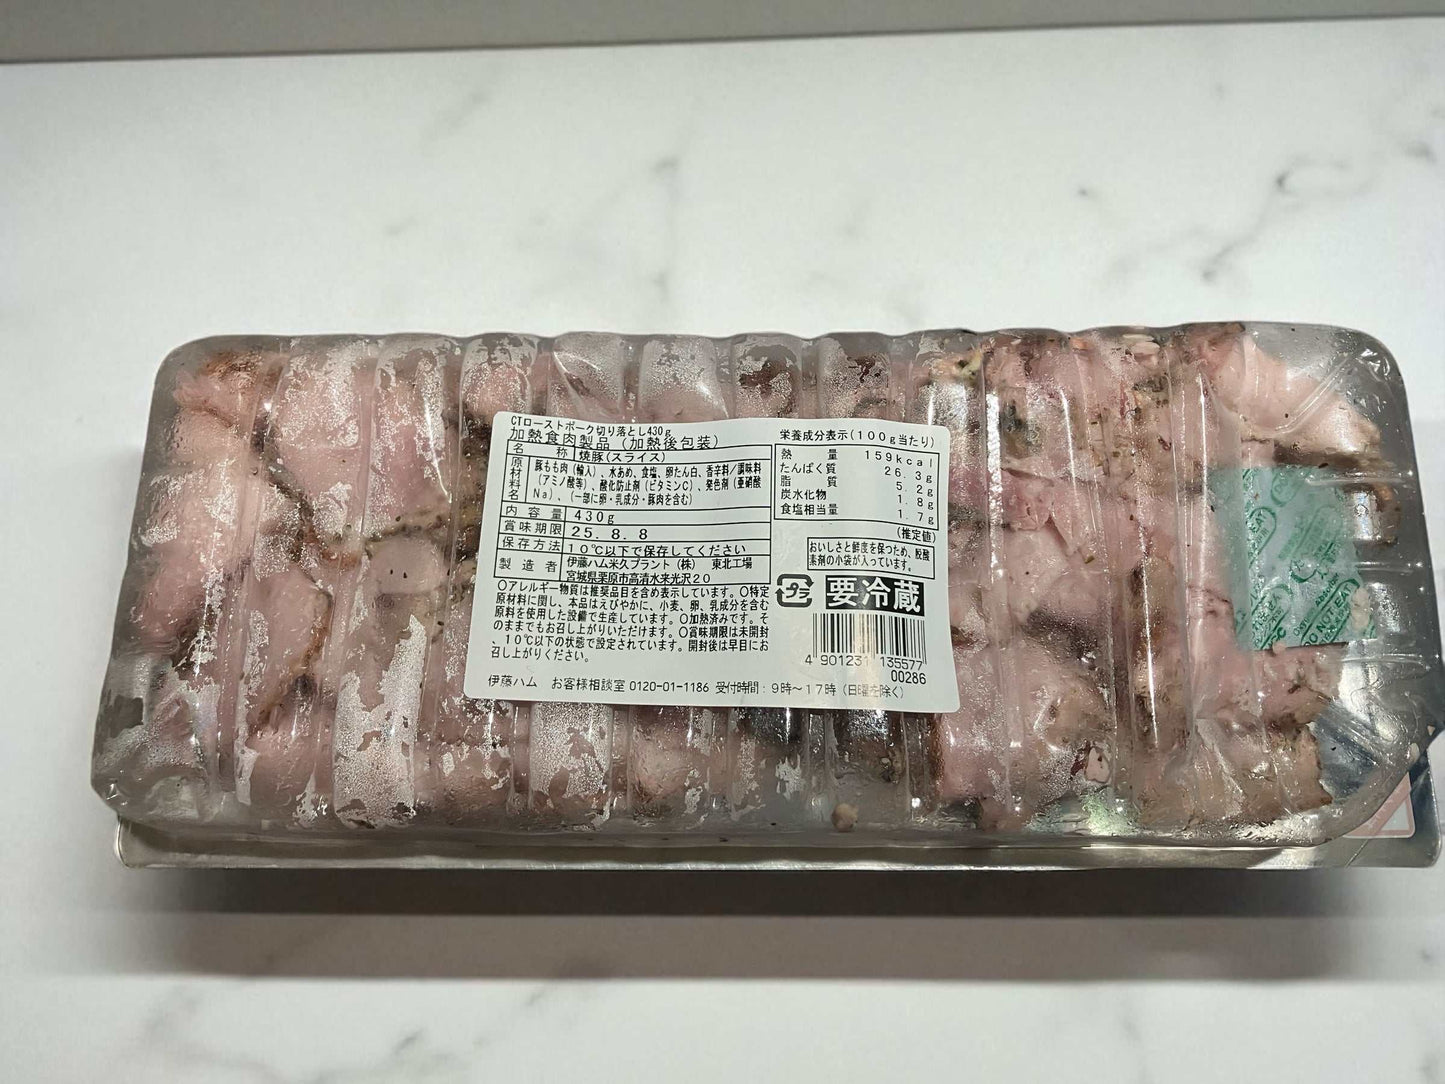 CTローストポーク切り落とし430g
加熱食肉製品(加熱後包装)
名 称 焼豚(スライス)
原材料名 豚もも肉(輸入)、水あめ、食塩、卵たん白、香辛料/調味料
(アミノ酸等)、酸化防止剤(ビタミンC)、発色剤(亜硝酸
Na)、(一部に卵・乳成分・豚肉を含む)
内容量 430g
賞味期限 25.8.8
保存方法 10℃以下で保存してください
製造者 伊藤ハム米久プラント(株) 東北工場
宮城県栗原市高清水来光沢20
○アレルギー物質は推奨品目を含め表示しています。○特定
原材料に関し、本品はえびやかに、小麦、卵、乳成分を含む
原料を使用した設備で生産しています。○加熱済みです。そ
のままでもお召し上がりいただけます。○賞味期限は未開封
、10℃以下の状態で設定されています。開封後は早目にお
召し上がりください。
伊藤ハム お客様相談室 0120-01-1186 受付時間:9時~17時(日曜を除く)
栄養成分表示(100g当たり)
熱量 159kcal
たんぱく質 26.3g
脂質 5.2g
炭水化物 1.8g
食塩相当量 1.7g
(推定値)
おいしさと鮮度を保つため、脱酸
素剤の小袋が入っています。
プラ 要冷蔵
4 901231 135577
00286
DO NOT EAT